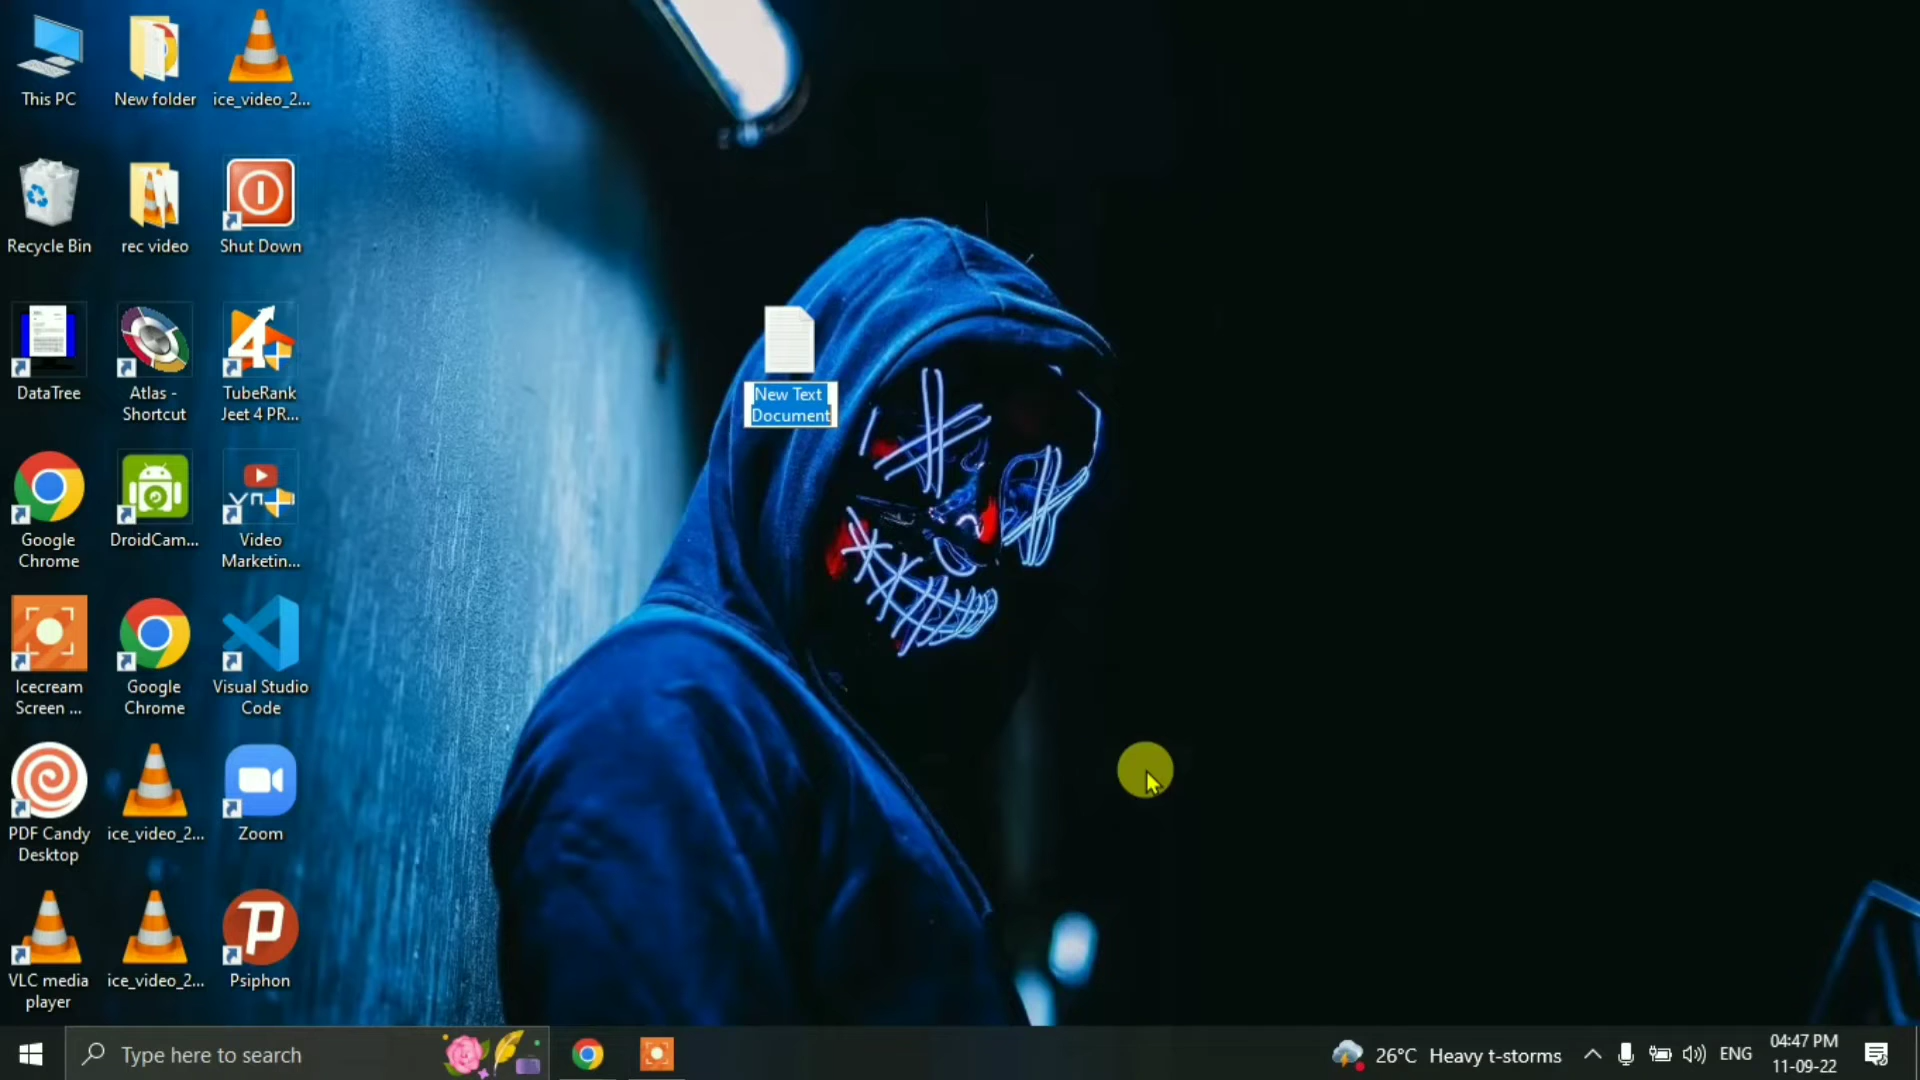 This PC
New folder
ice_video_2...
Recycle Bin
rec video
Shut Down
DataTree
Atlas -
Shortcut
TubeRank
Jeet 4 PR...
New Text
Document
Google
Chrome
DroidCam...
Video
Marketin...
Icecream
Screen ...
Google
Chrome
Visual Studio
Code
PDF Candy
Desktop
ice_video_2...
Zoom
VLC media
player
ice_video_2...
Psiphon
Type here to search
26°C Heavy t-storms
ENG
04:47 PM
11-09-22